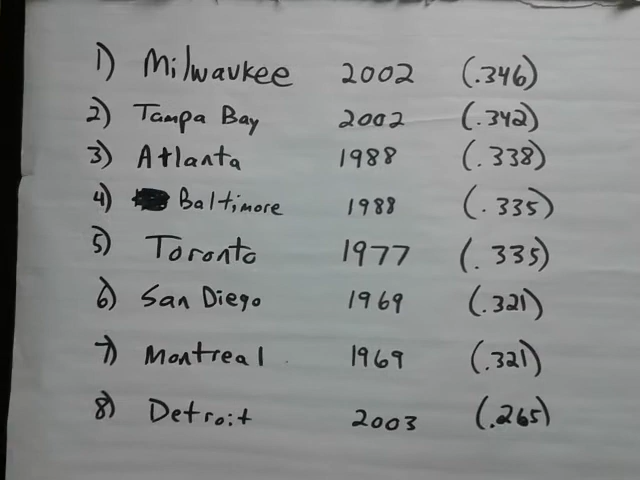 1) Milwaukee 2002 (.346)
2) Tampa Bay 2002 (.342)
3) Atlanta 1988 (.338)
4) Baltimore 1988 (.335)
5) Toronto 1977 (.335)
6) San Diego 1969 (.321)
7) Montreal 1969 (.321)
8) Detroit 2003 (.265)